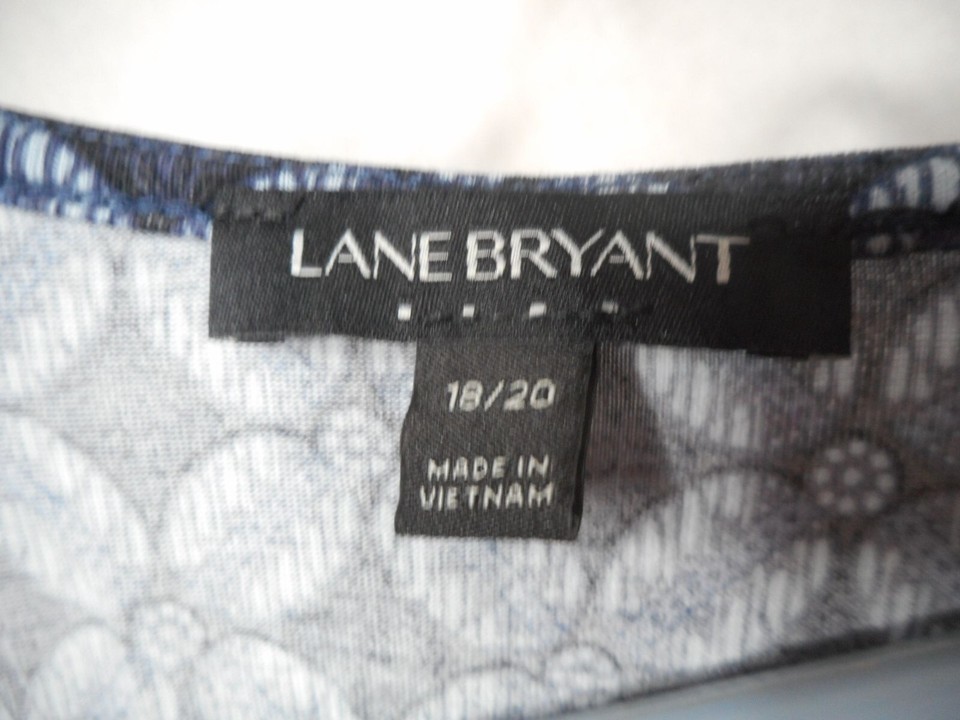 LANE BRYANT
18/20
MADE IN
VIETNAM